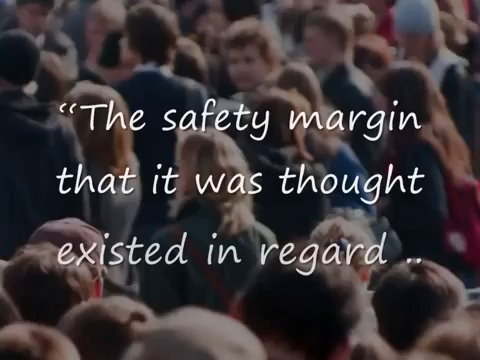 “The safety margin
that it was thought
existed in regard ..